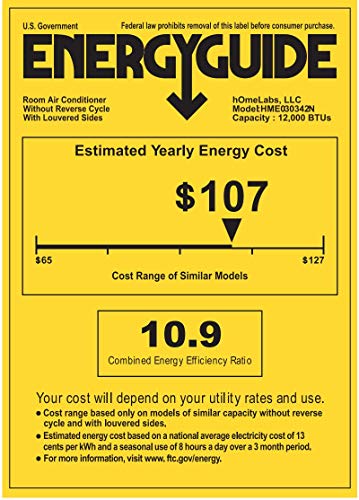 U.S. Government Federal law prohibits removal of this label before consumer purchase.
ENERGYGUIDE
Room Air Conditioner
Without Reverse Cycle
With Louvered Sides
hOmeLabs, LLC
Model:HME030342N
Capacity : 12,000 BTUs
Estimated Yearly Energy Cost
$107
$65 $127
Cost Range of Similar Models
10.9
Combined Energy Efficiency Ratio
Your cost will depend on your utility rates and use.
• Cost range based only on models of similar capacity without reverse
cycle and with louvered sides,
• Estimated energy cost based on a national average electricity cost of 13
cents per kWh and a seasonal use of 8 hours a day over a 3 month period.
• For more information, visit www. ftc.gov/energy.